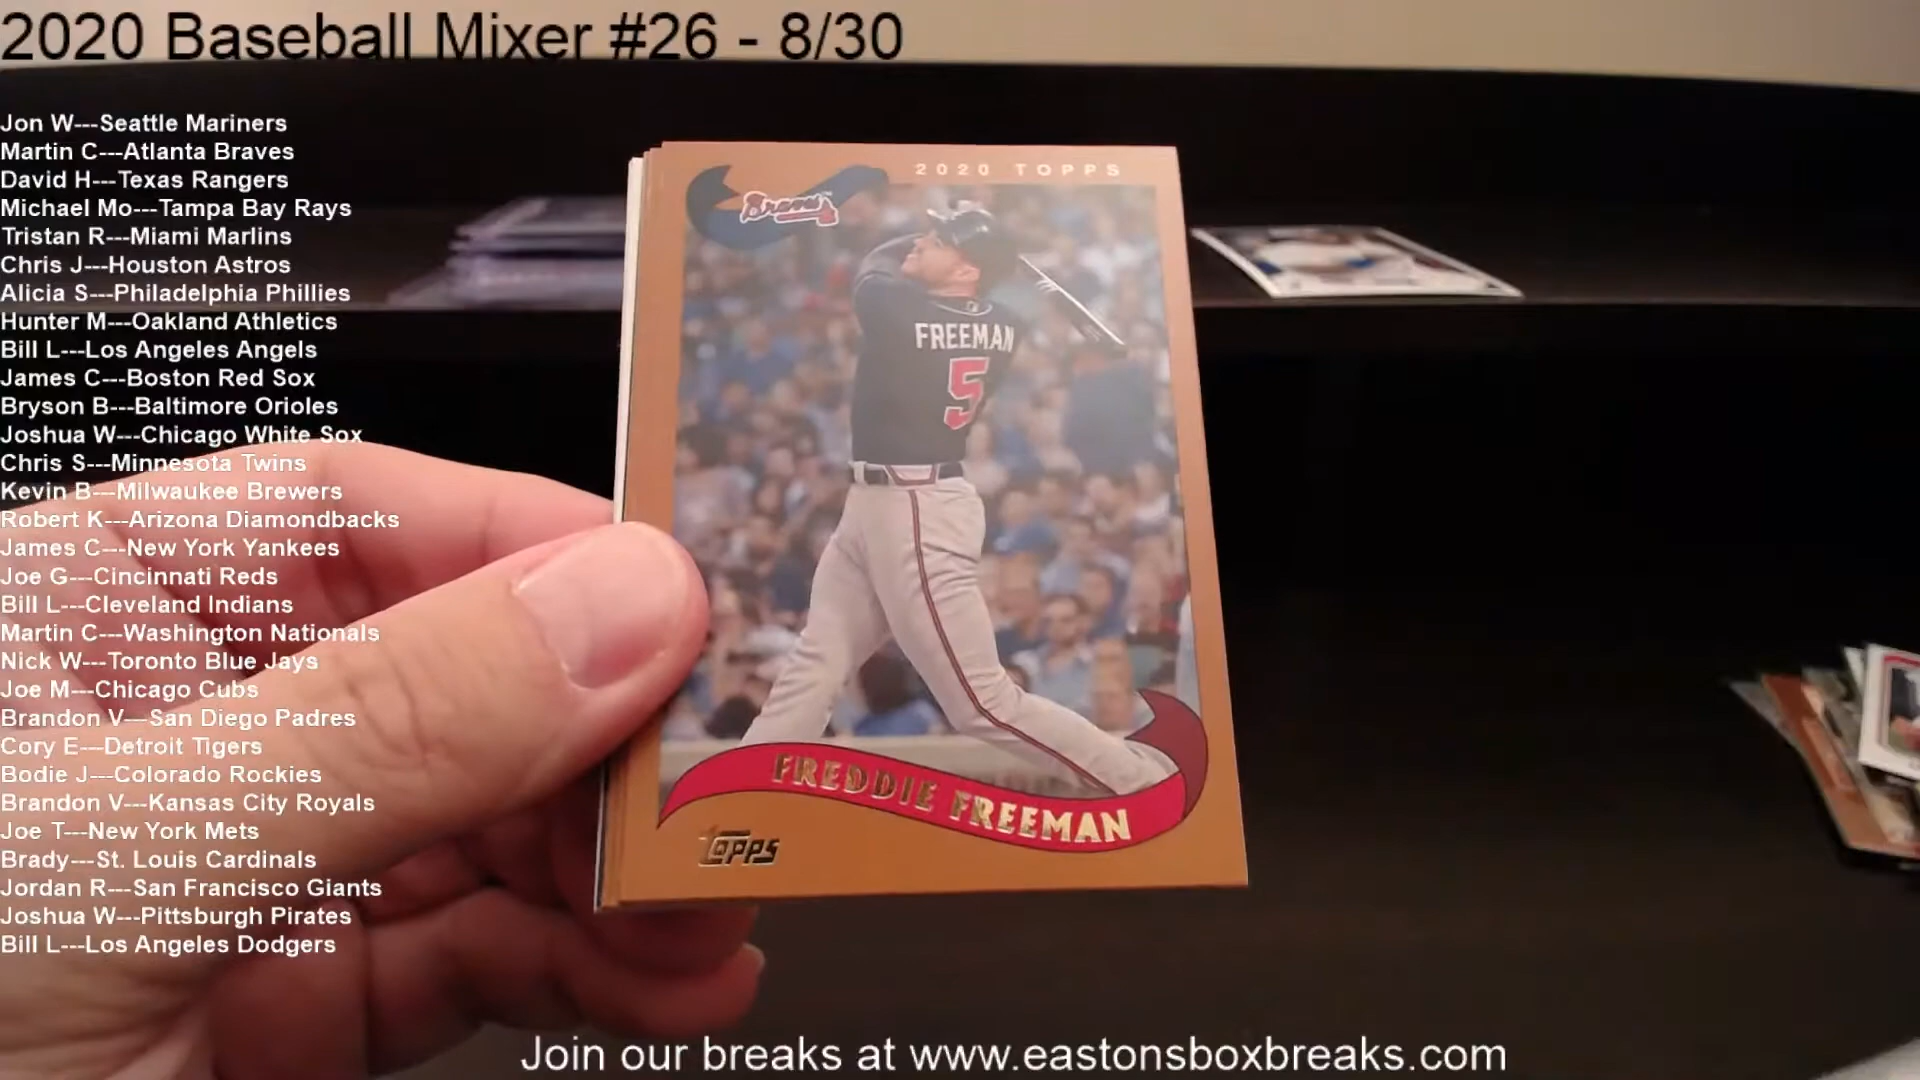 2020 Baseball Mixer #26 - 8/30
Jon W---Seattle Mariners
Martin C---Atlanta Braves
David H---Texas Rangers
Michael Mo---Tampa Bay Rays
Tristan R---Miami Marlins
Chris J---Houston Astros
Alicia S---Philadelphia Phillies
Hunter M---Oakland Athletics
Bill L---Los Angeles Angels
James C---Boston Red Sox
Bryson B---Baltimore Orioles
Joshua W---Chicago White Sox
Chris S---Minnesota Twins
Kevin B---Milwaukee Brewers
Robert K---Arizona Diamondbacks
James C---New York Yankees
Joe G---Cincinnati Reds
Bill L---Cleveland Indians
Martin C---Washington Nationals
Nick W---Toronto Blue Jays
Joe M---Chicago Cubs
Brandon V---San Diego Padres
Cory E---Detroit Tigers
Bodie J---Colorado Rockies
Brandon V---Kansas City Royals
Joe T---New York Mets
Brady---St. Louis Cardinals
Jordan R---San Francisco Giants
Joshua W---Pittsburgh Pirates
Bill L---Los Angeles Dodgers
2020 TOPPS
Braves
FREEMAN
5
FREDDIE FREEMAN
TOPPS
Join our breaks at www.eastonsboxbreaks.com